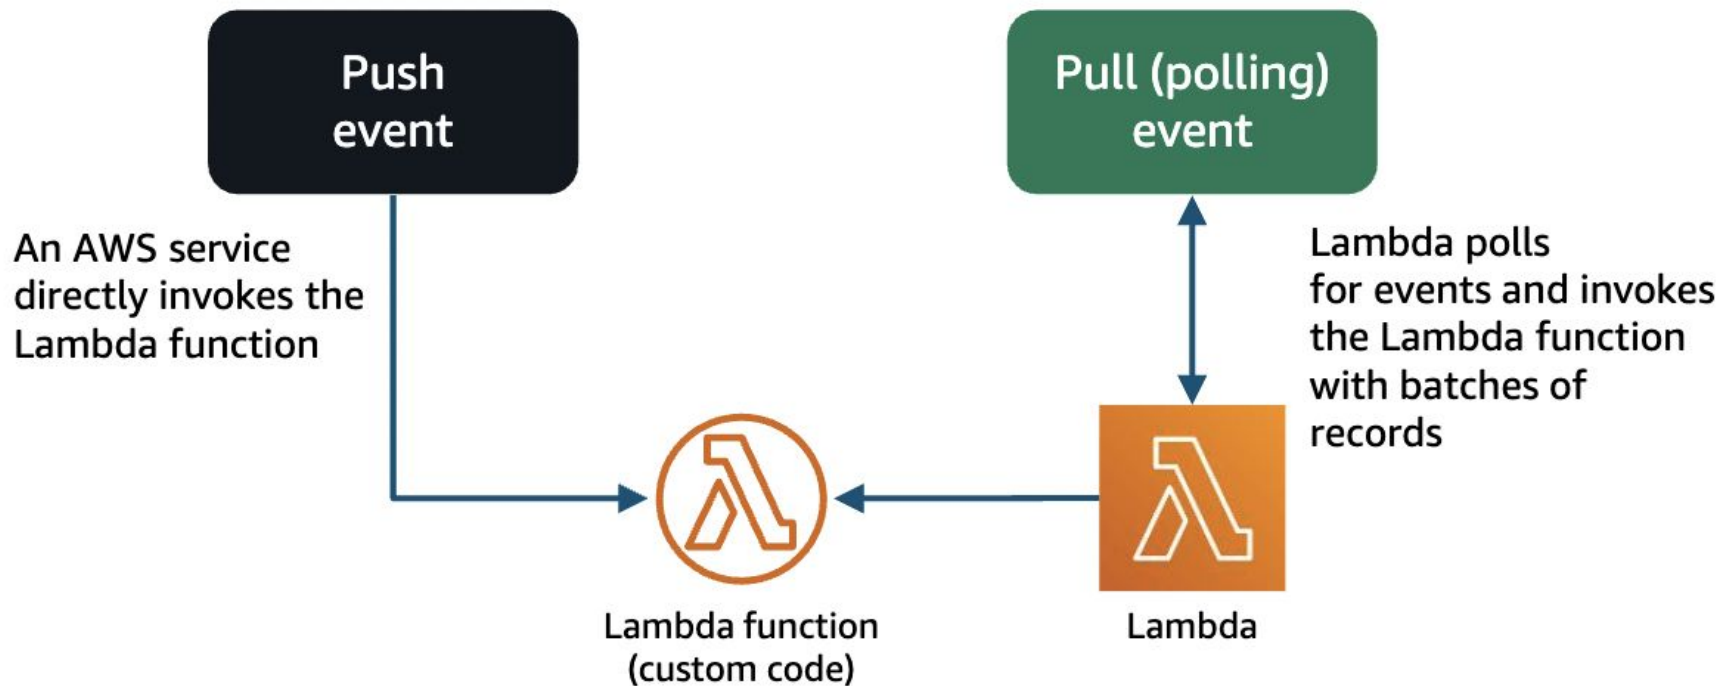 Push
event
Pull (polling)
event
An AWS service
directly invokes the
Lambda function
Lambda polls
for events and invokes
the Lambda function
with batches of
records
Lambda function
(custom code)
Lambda